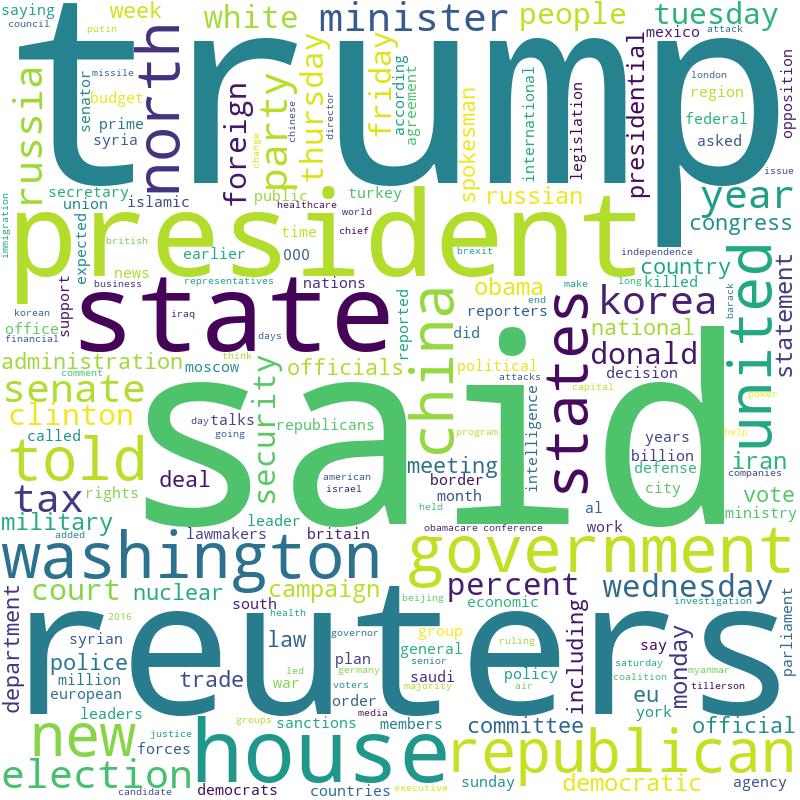 saying
week
white
minister
people
tuesday
council
putin
trump
mexico
attack
north
missile
london
russia
senator
budget
foreign
party
thursday
friday
according
agreement
spokesman
international
legislation
presidential
region
opposition
prime
federal
syria
change
chinese
director
asked
issue
secretary
islamic
public
healthcare
turkey
russian
year
union
world
congress
immigration
president
expected
british
time
chief
earlier
000
brexit
independence
news
country
support
business
representatives
nations
obama
end
make
long
killed
barack
united
statement
korean
state
iraq
reporters
korea
office
reported
did
states
national
financial
days
china
donald
administration
think
officials
political
decision
comment
moscow
attacks
senate
security
said
capital
power
clinton
day
talks
republicans
program
help
called
going
intelligence
years
told
billion
meeting
iran
deal
american
border
defense
companies
tax
rights
israel
month
city
vote
military
leader
held
al
ministry
added
lawmakers
britain
obamacare
conference
work
washington
government
court
nuclear
campaign
percent
wednesday
department
south
beijing
economic
investigation
reuters
2016
health
governor
group
including
parliament
syrian
law
ruling
say
police
general
monday
led
plan
senior
saturday
million
trade
germany
saudi
policy
coalition
myanmar
european
war
voters
majority
air
eu
tillerson
leaders
order
york
new
groups
media
sanctions
members
committee
official
justice
forces
house
republican
election
sunday
democratic
agency
candidate
democrats
countries
executive